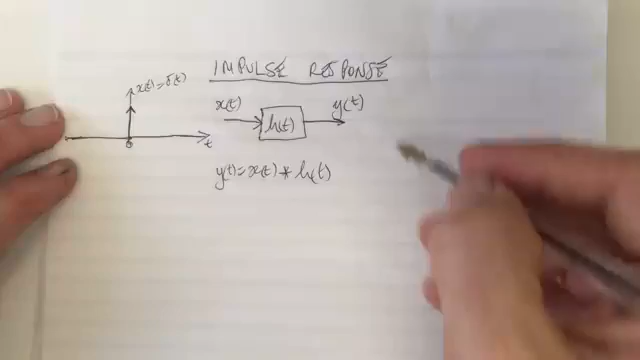 IMPULSE RESPONSE
x(t)=δ(t)
x(t) h(t) y(t)
0 t
y(t)=x(t) * h(t)